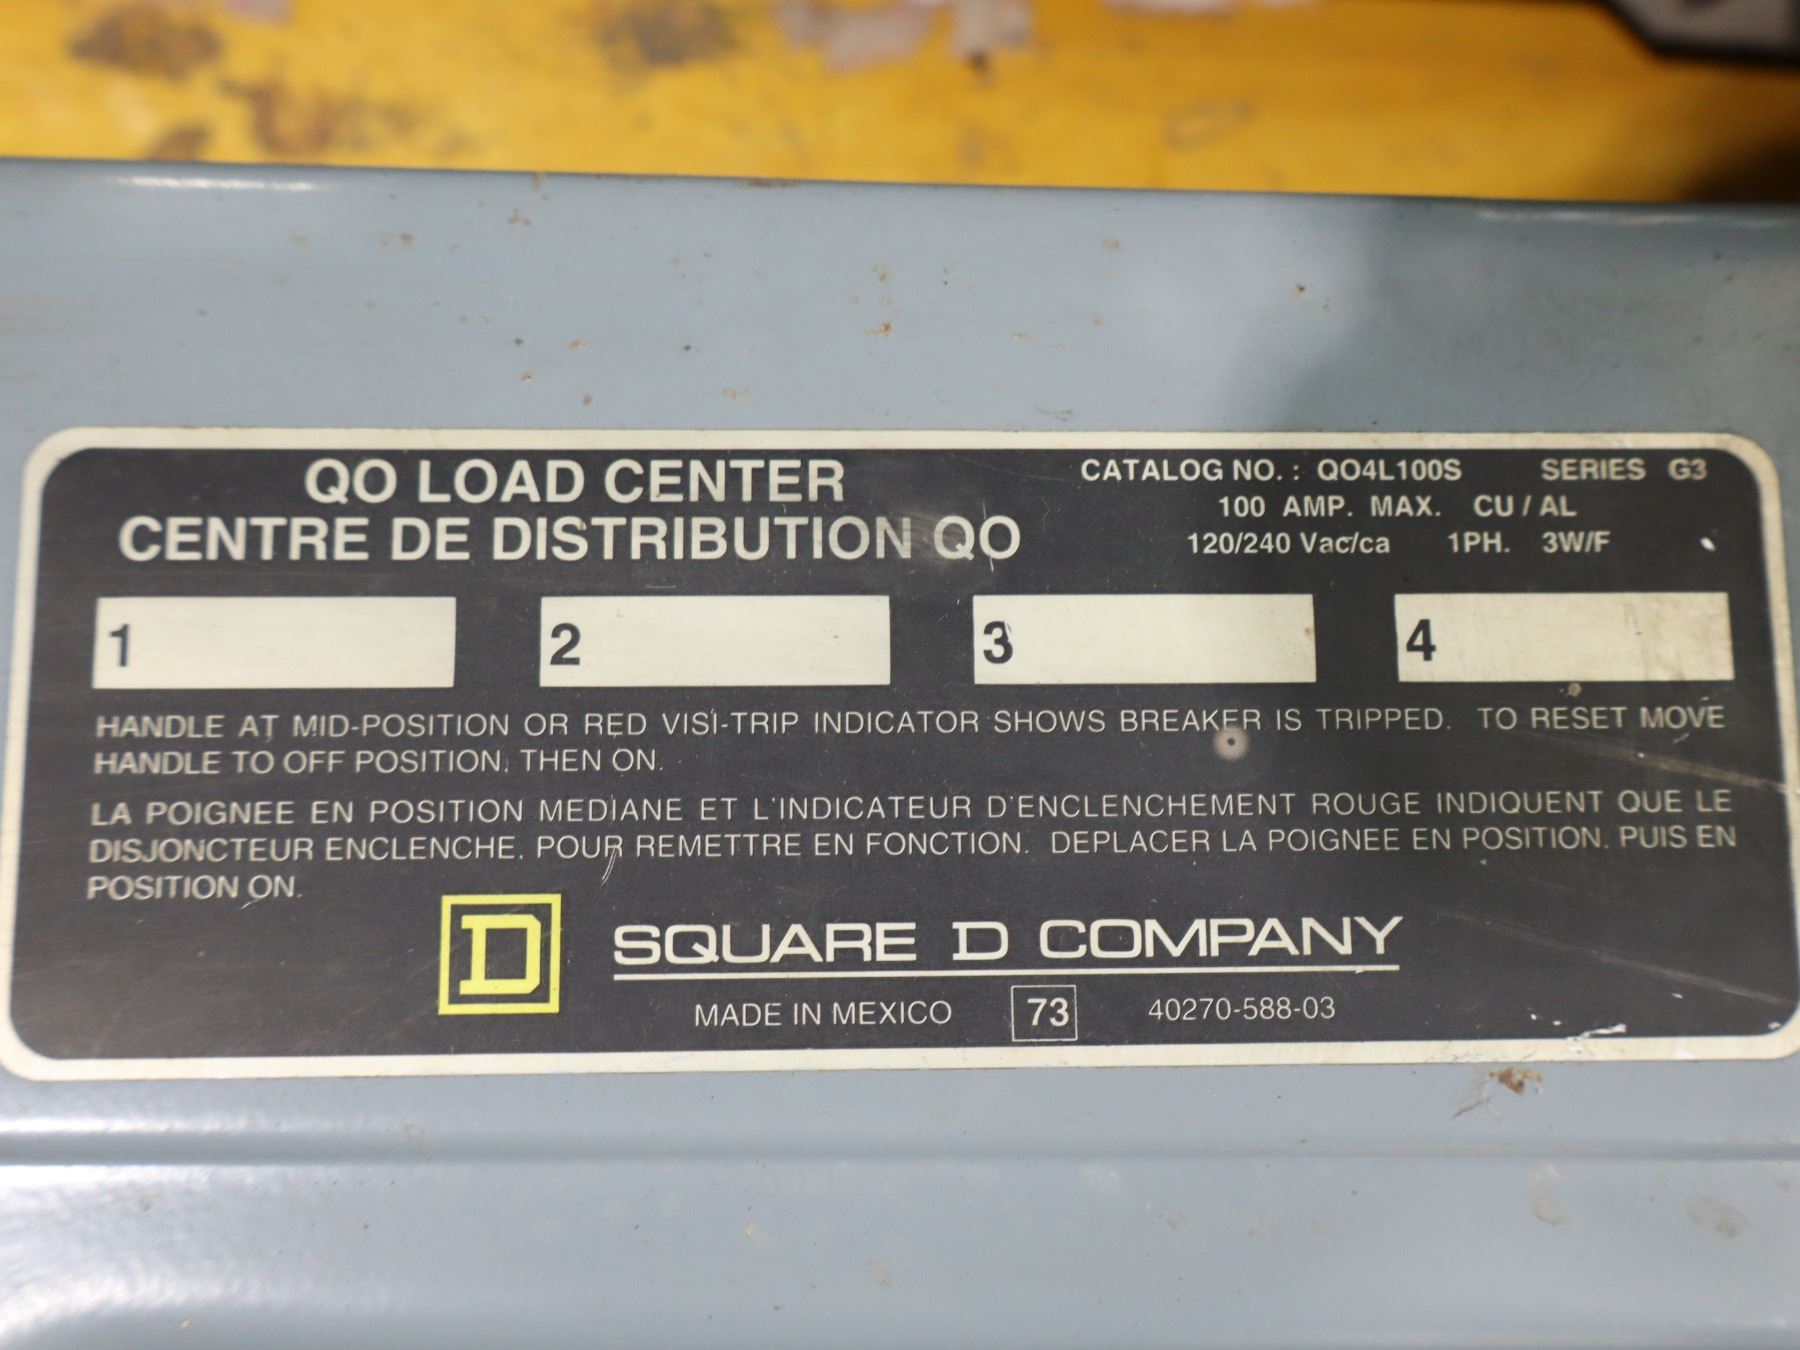 QO LOAD CENTER
CENTRE DE DISTRIBUTION QO
CATALOG NO. : QO4L100S SERIES G3
100 AMP. MAX. CU / AL
120/240 Vac/ca 1PH. 3W/F
1 2 3 4
HANDLE AT MID-POSITION OR RED VISI-TRIP INDICATOR SHOWS BREAKER IS TRIPPED. TO RESET MOVE
HANDLE TO OFF POSITION, THEN ON.
LA POIGNEE EN POSITION MEDIANE ET L'INDICATEUR D'ENCLENCHEMENT ROUGE INDIQUENT QUE LE
DISJONCTEUR ENCLENCHE. POUR REMETTRE EN FONCTION. DEPLACER LA POIGNEE EN POSITION. PUIS EN
POSITION ON.
D SQUARE D COMPANY
MADE IN MEXICO 73 40270-588-03